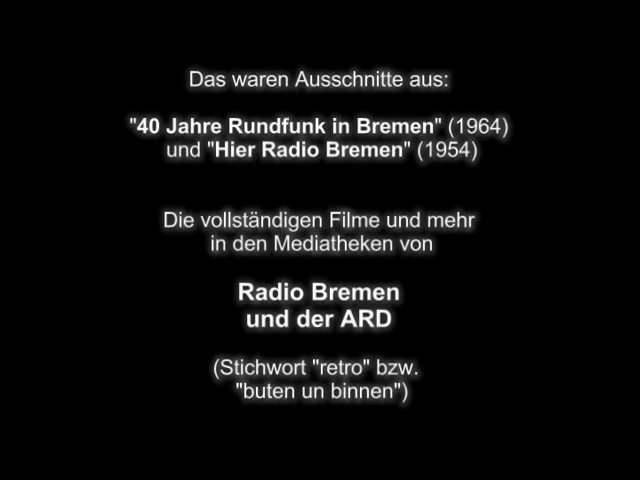 Das waren Ausschnitte aus:
"40 Jahre Rundfunk in Bremen" (1964)
und "Hier Radio Bremen" (1954)
Die vollständigen Filme und mehr
in den Mediatheken von
Radio Bremen
und der ARD
(Stichwort "retro" bzw.
"buten un binnen")